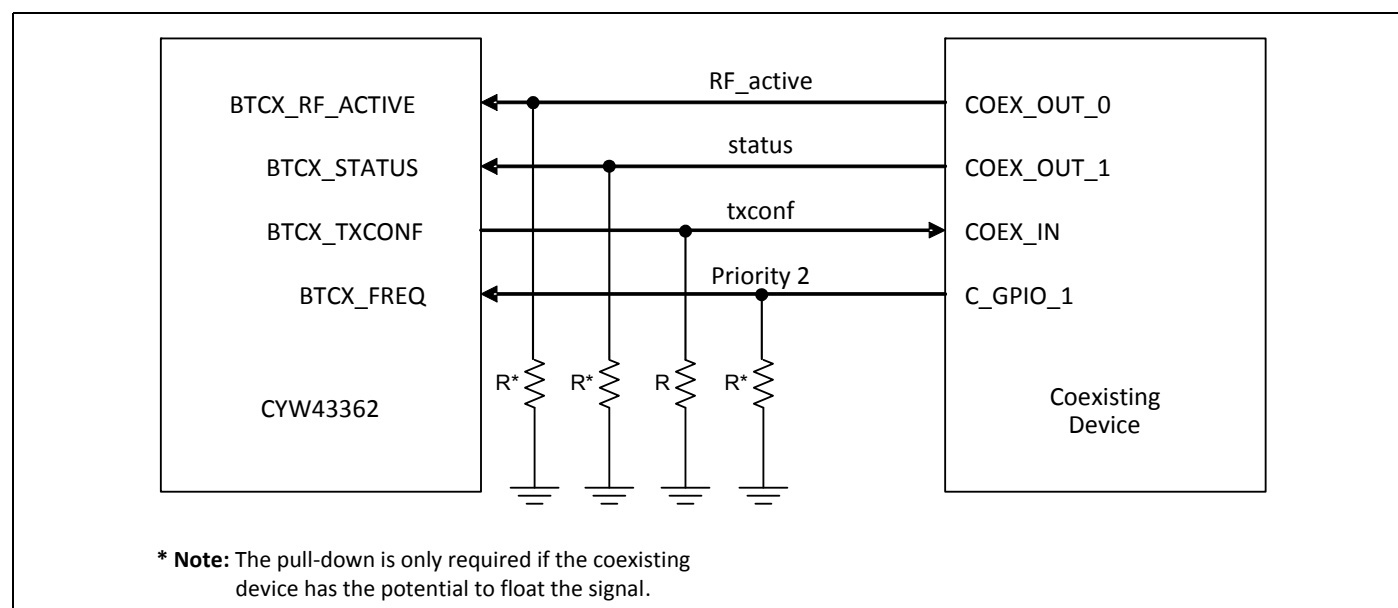 RF_active
BTCX_RF_ACTIVE
COEX_OUT_0
status
BTCX_STATUS
COEX_OUT_1
txconf
BTCX_TXCONF
COEX_IN
Priority 2
BTCX_FREQ
C_GPIO_1
R*
R*
R
R*
CYW43362
Coexisting
Device
* Note: The pull-down is only required if the coexisting
device has the potential to float the signal.